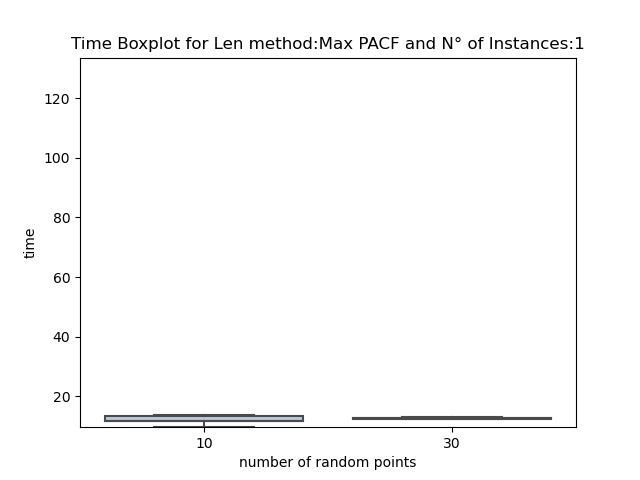 Time Boxplot for Len method:Max PACF and N° of Instances:1
120
100
80
60
40
20
time
10
30
number of random points